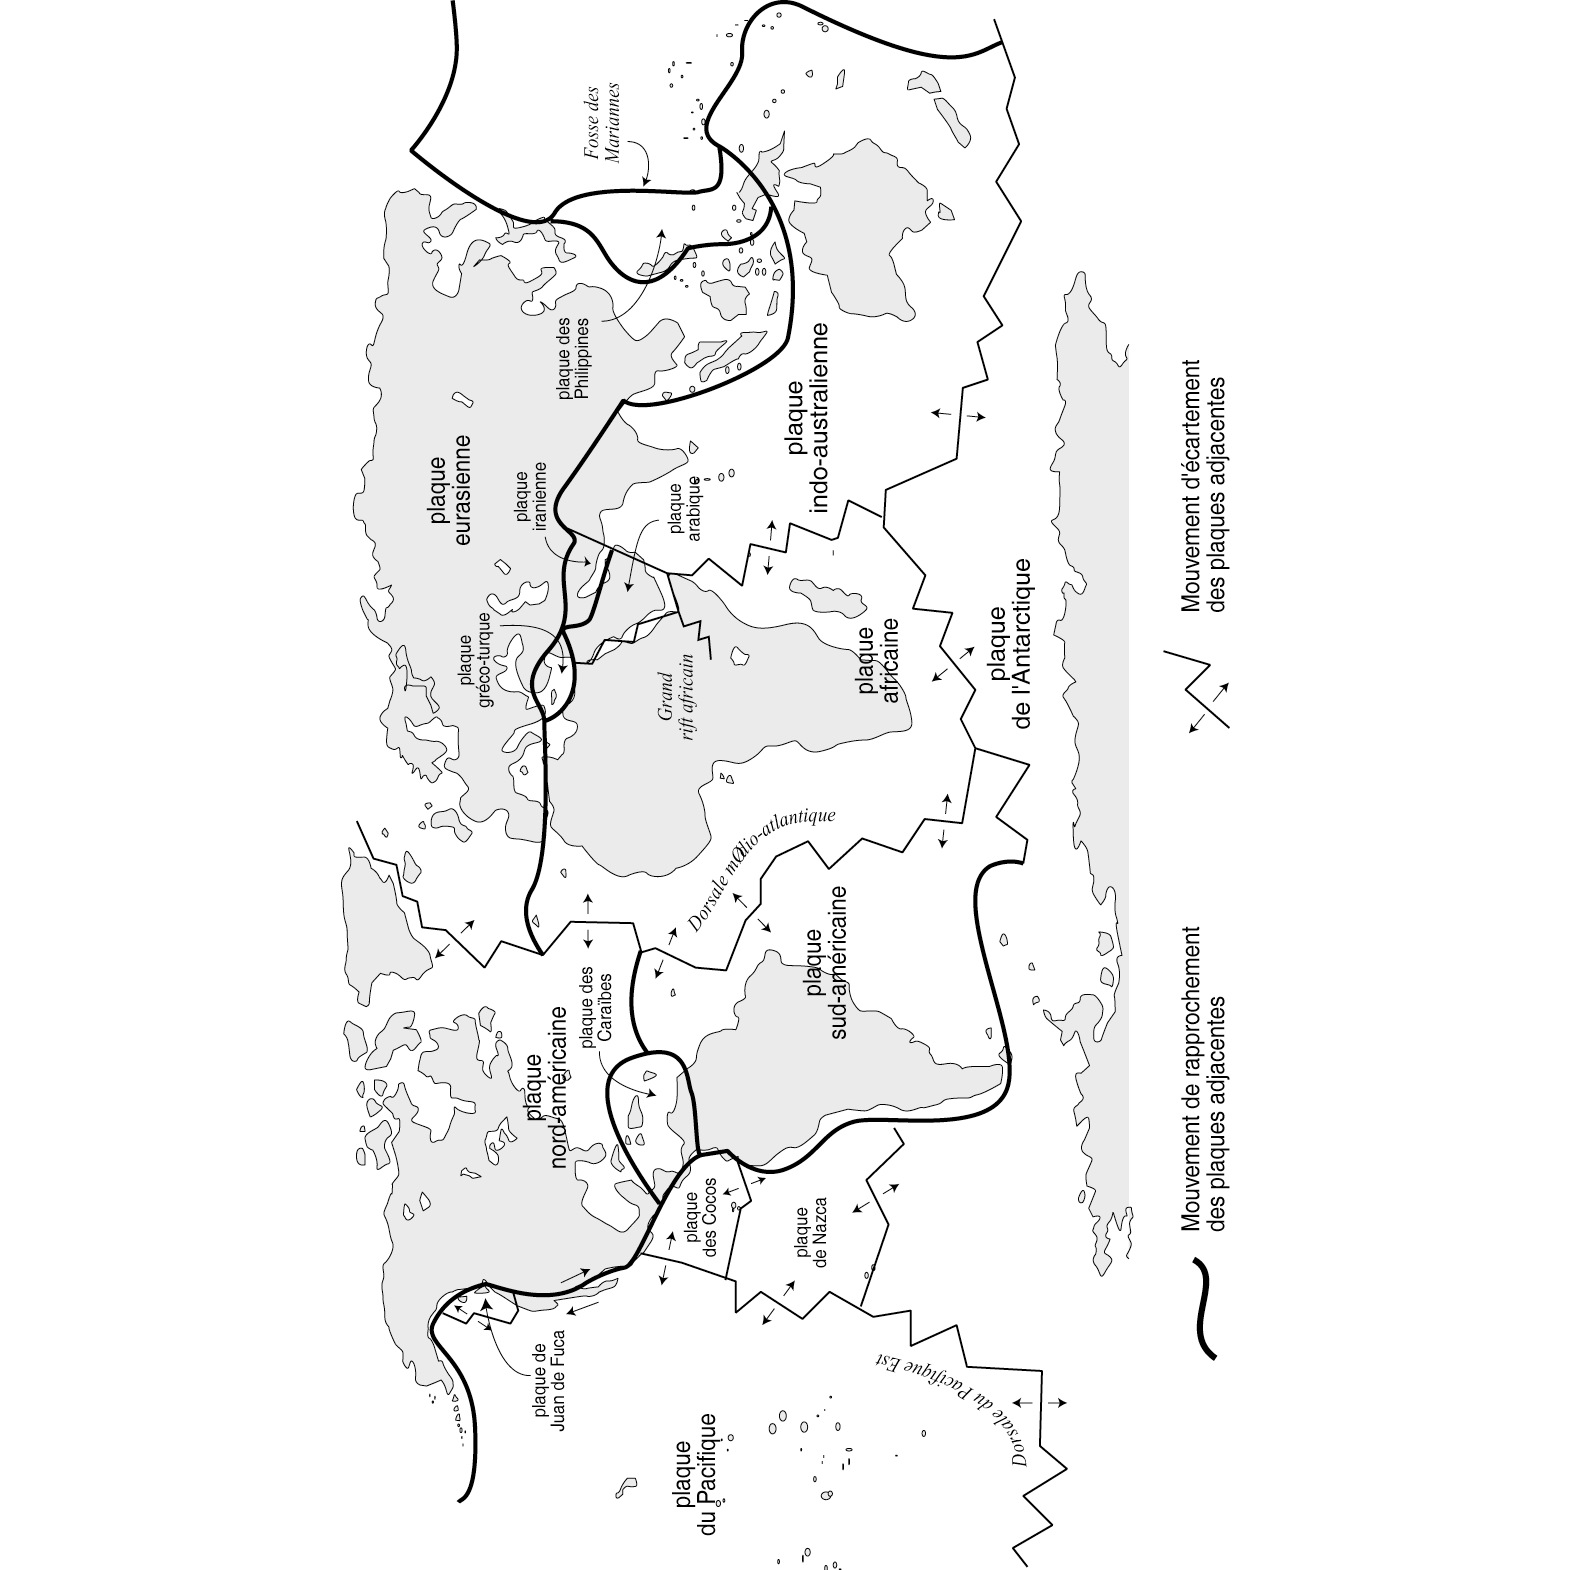 plaque
nord-américaine
plaque
eurasienne
plaque de
Juan de Fuca
plaque
gréco-turque
plaque
iranienne
plaque des
Caraïbes
plaque des
Philippines
Fosse des
Mariannes
plaque
du Pacifique
plaque
des Cocos
Grand
rift africain
plaque
arabique
Dorsale médio-atlantique
plaque
de Nazca
plaque
sud-américaine
plaque
africaine
plaque
indo-australienne
Dorsale du Pacifique Est
plaque
de l'Antarctique
Mouvement de rapprochement
des plaques adjacentes
Mouvement d'écartement
des plaques adjacentes